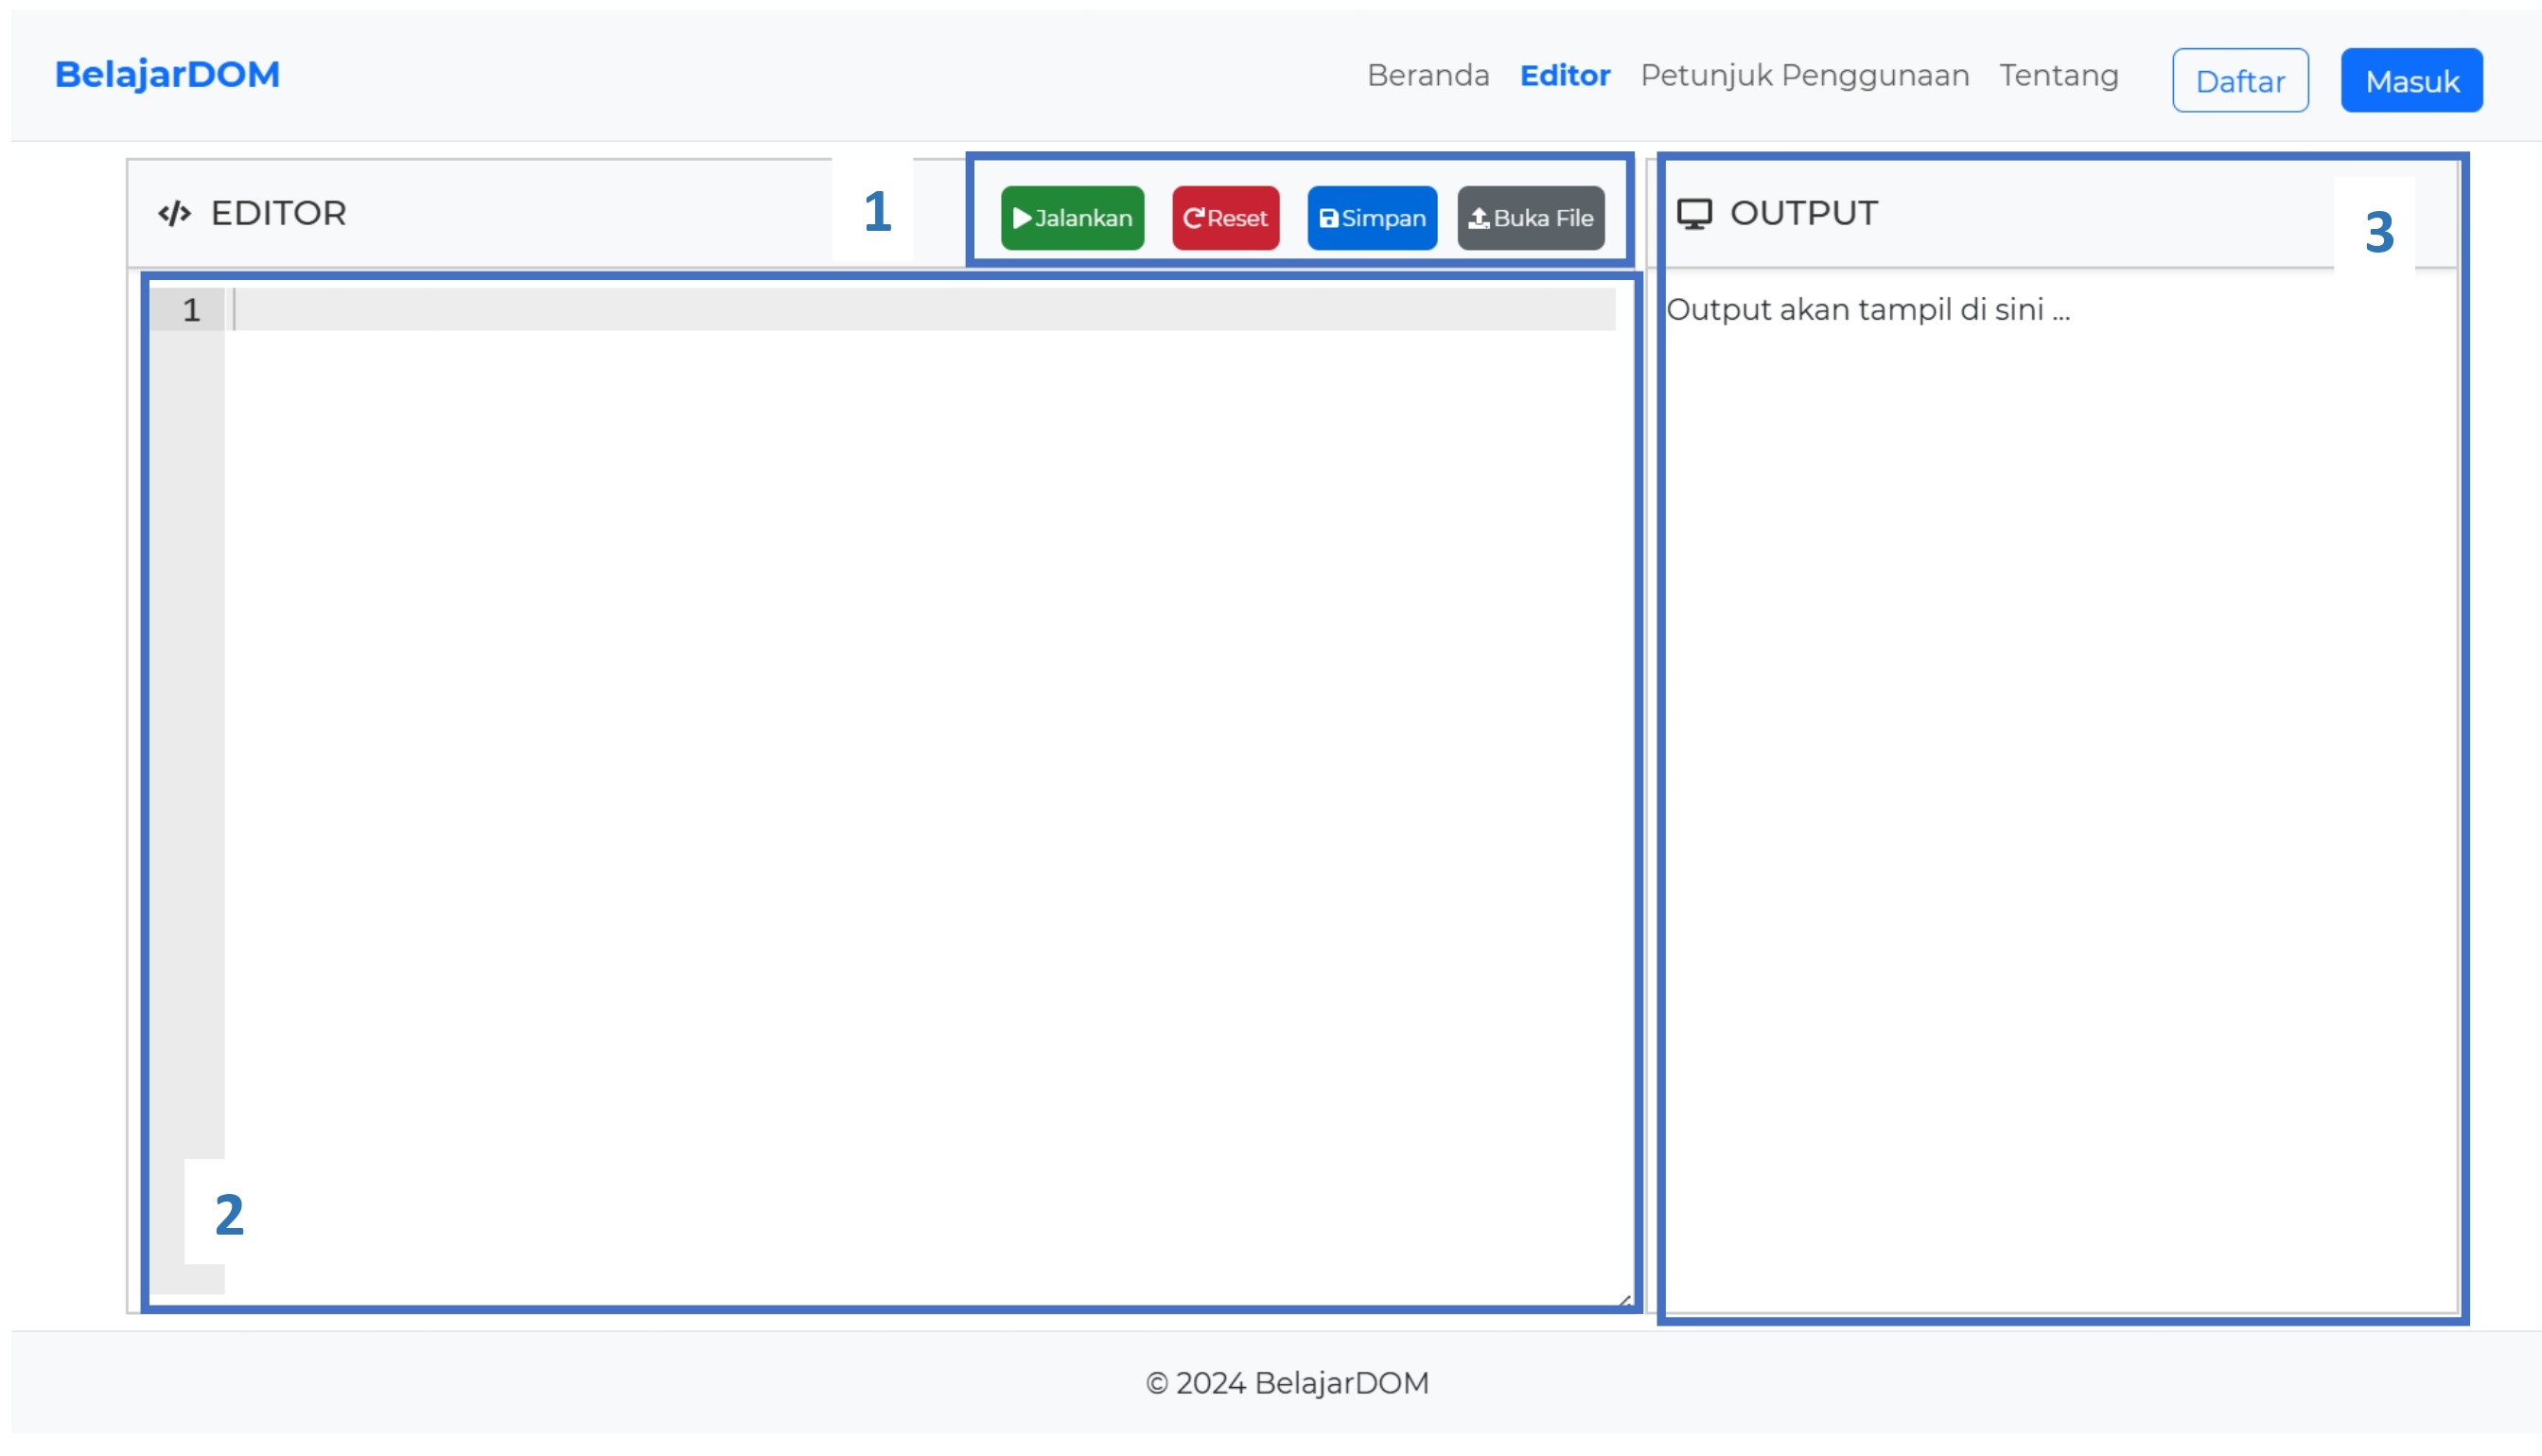 BelajarDOM
Beranda Editor Petunjuk Penggunaan Tentang Daftar Masuk
</> EDITOR
1
Jalankan Reset Simpan Buka File
OUTPUT
3
1
Output akan tampil di sini ...
2
© 2024 BelajarDOM